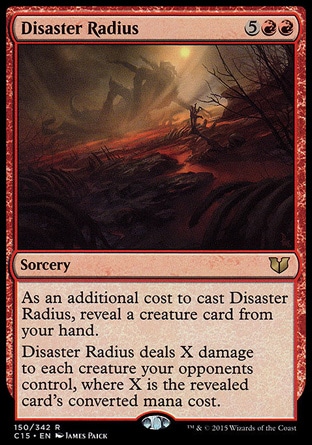 Disaster Radius 5
Sorcery
As an additional cost to cast Disaster
Radius, reveal a creature card from
your hand.
Disaster Radius deals X damage
to each creature your opponents
control, where X is the revealed
card's converted mana cost.
150/342 R
C15 • EN James Paick
™ & © 2015 Wizards of the Coast